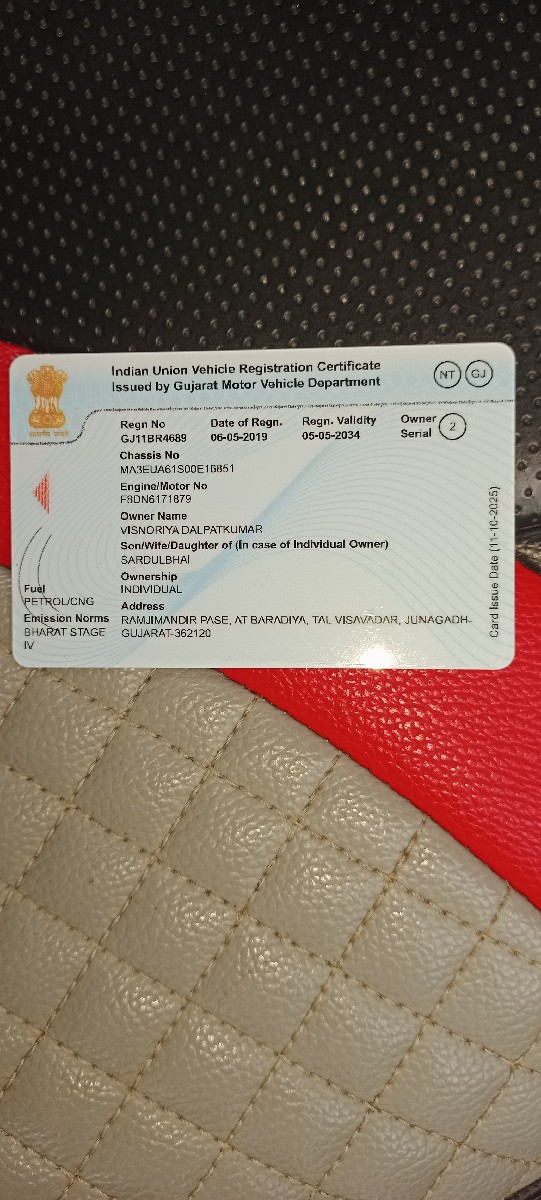 Indian Union Vehicle Registration Certificate
Issued by Gujarat Motor Vehicle Department
NT GJ
सत्यमेव जयते
Regn No Date of Regn. Regn. Validity Owner Serial 2
GJ11BR4689 06-05-2019 05-05-2034
Chassis No
MA3EUA61S00E16851
Engine/Motor No
F8DN6171879
Owner Name
VISNORIYA DALPATKUMAR
Son/Wife/Daughter of (In case of Individual Owner)
SARDULBHAI
Ownership
INDIVIDUAL
Fuel
PETROL/CNG
Emission Norms
BHARAT STAGE
IV
Address
RAMJIMANDIR PASE, AT BARADIYA, TAL VISAVADAR, JUNAGADH-
GUJARAT-362120
Card Issue Date (11-10-2025)